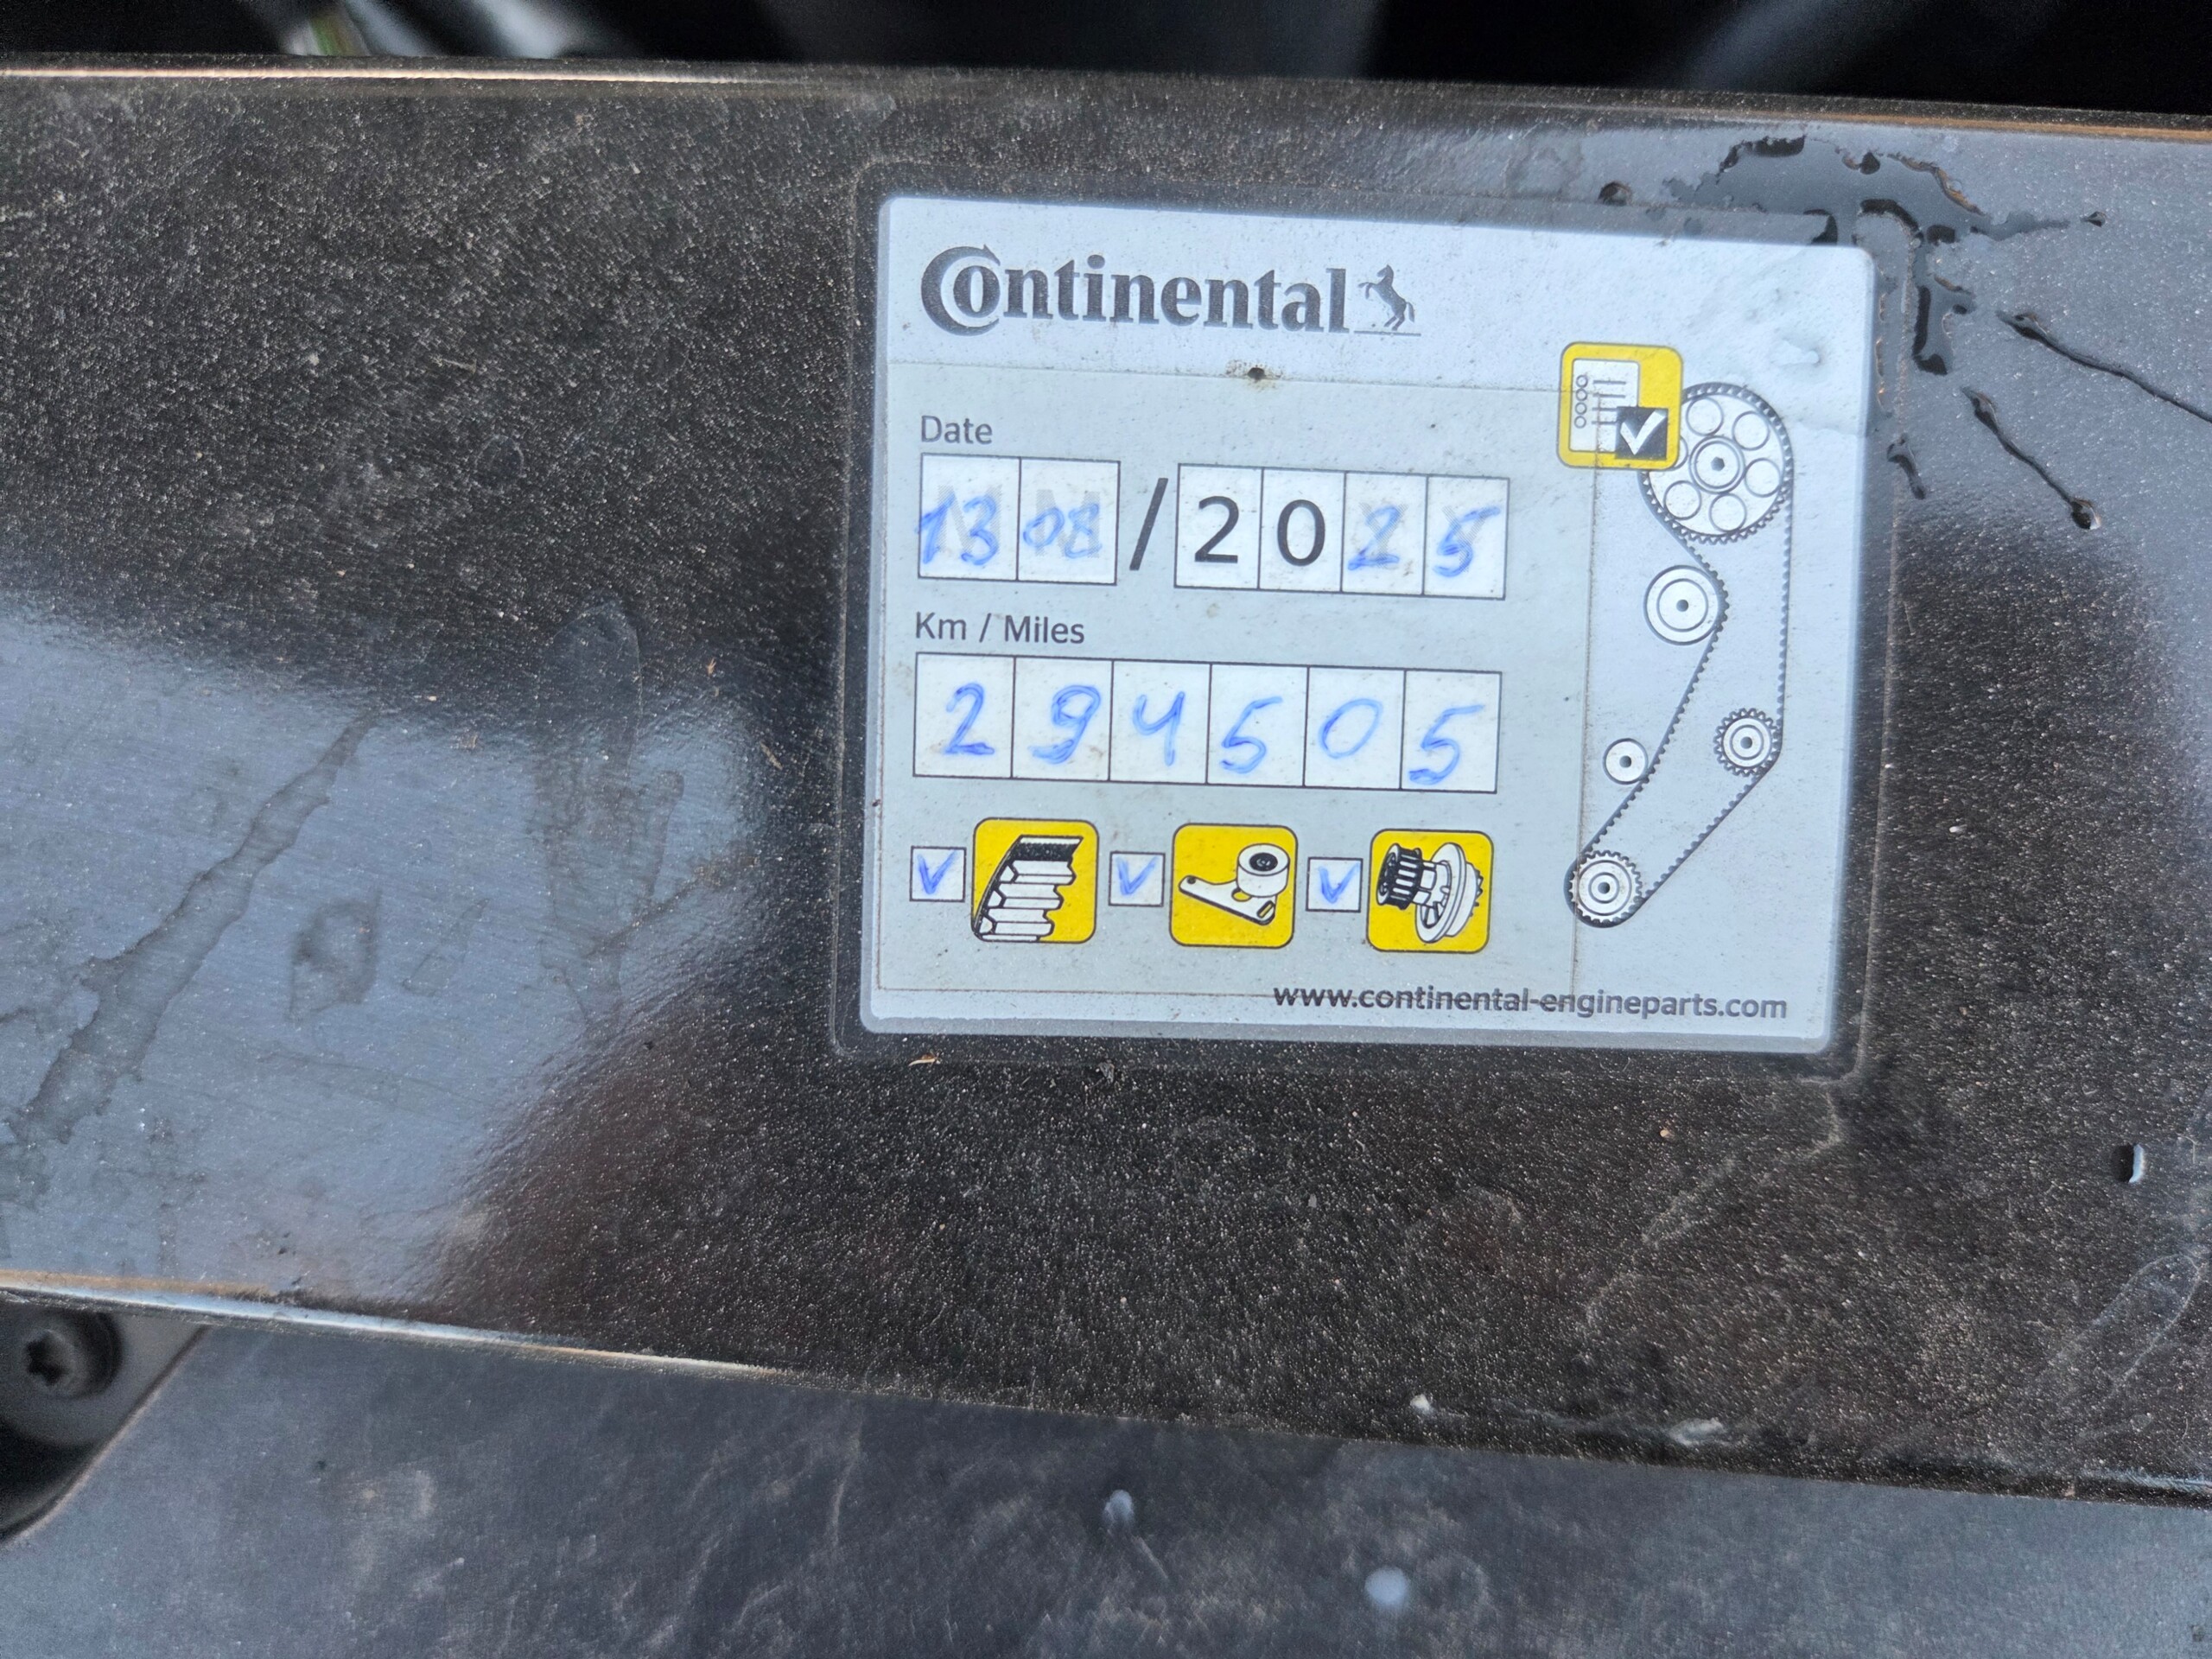 Continental
Date
13 08 / 2025
Km / Miles
294505
www.continental-engineparts.com